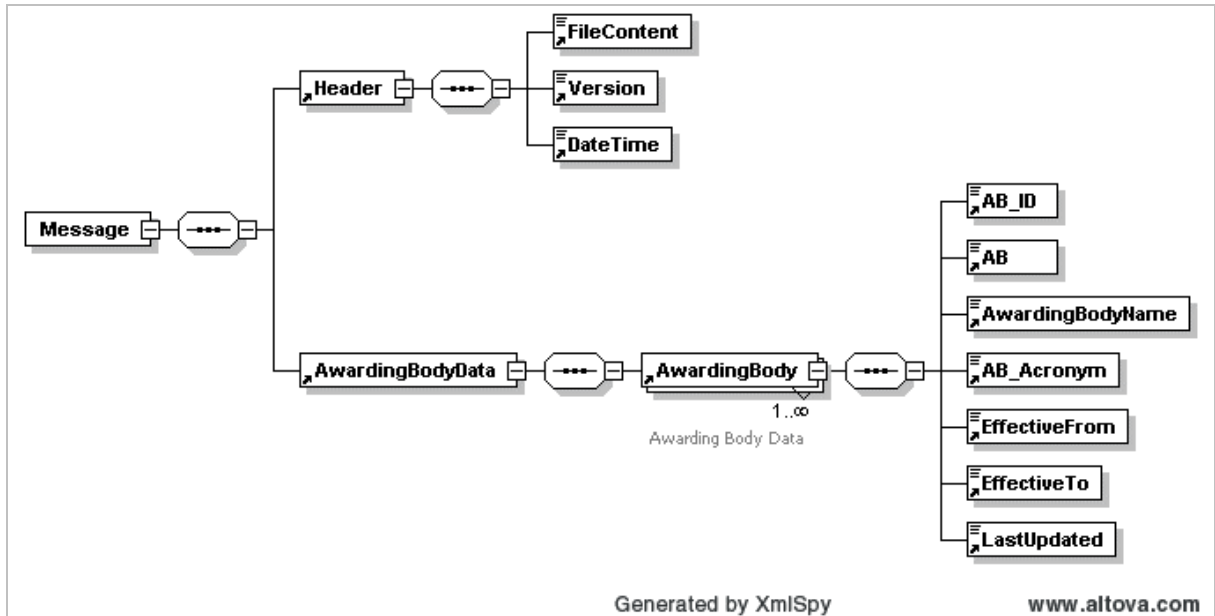 FileContent
Header
Version
DateTime
Message
AB_ID
AB
AwardingBodyName
AwardingBodyData
AwardingBody
AB_Acronym
1..∞
Awarding Body Data
EffectiveFrom
EffectiveTo
LastUpdated
Generated by XmlSpy
www.altova.com